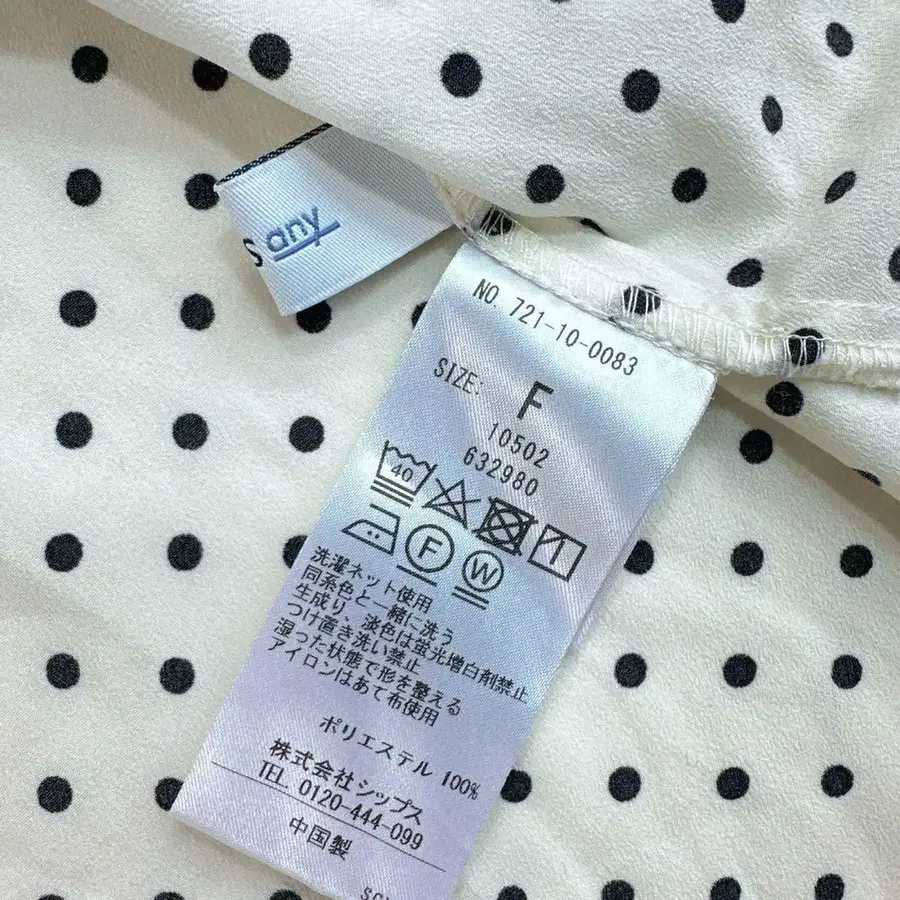 S any
NO. 721-10-0083
SIZE: F
10502
632980
40
F W
洗濯ネット使用
同系色と一緒に洗う
生成り、淡色は蛍光増白剤禁止
つけ置き洗い禁止
湿った状態で形を整える
アイロンはあて布使用
ポリエステル 100%
株式会社シップス
TEL. 0120-444-099
中国製